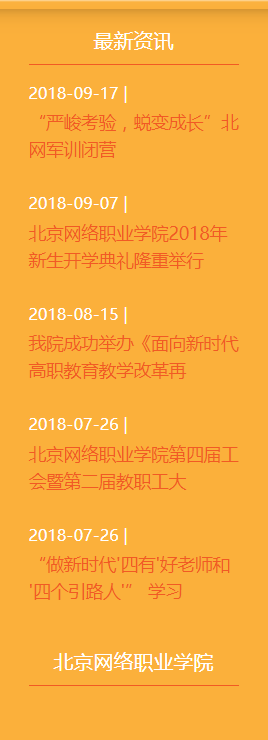 最新资讯
2018-09-17 |
“严峻考验，蜕变成长”北
网军训闭营
2018-09-07 |
北京网络职业学院2018年
新生开学典礼隆重举行
2018-08-15 |
我院成功举办《面向新时代
高职教育教学改革再
2018-07-26 |
北京网络职业学院第四届工
会暨第二届教职工大
2018-07-26 |
“做新时代'四有'好老师和
'四个引路人'” 学习
北京网络职业学院